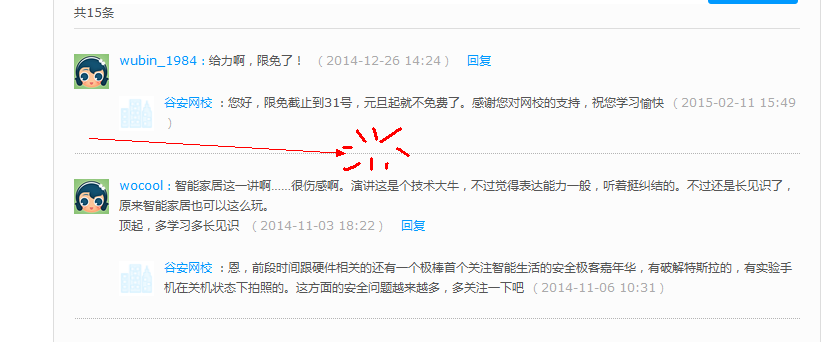 共15条
wubin_1984：给力啊，限免了！ （2014-12-26 14:24） 回复
谷安网校 ：您好，限免截止到31号，元旦起就不免费了。感谢您对网校的支持，祝您学习愉快 （2015-02-11 15:49
）
wocool：智能家居这一讲啊……很伤感啊。演讲这是个技术大牛，不过觉得表达能力一般，听着挺纠结的。不过还是长见识了，
原来智能家居也可以这么玩。
顶起，多学习多长见识 （2014-11-03 18:22） 回复
谷安网校 ：恩，前段时间跟硬件相关的还有一个极棒首个关注智能生活的安全极客嘉年华，有破解特斯拉的，有实验手
机在关机状态下拍照的。这方面的安全问题越来越多，多关注一下吧 （2014-11-06 10:31）